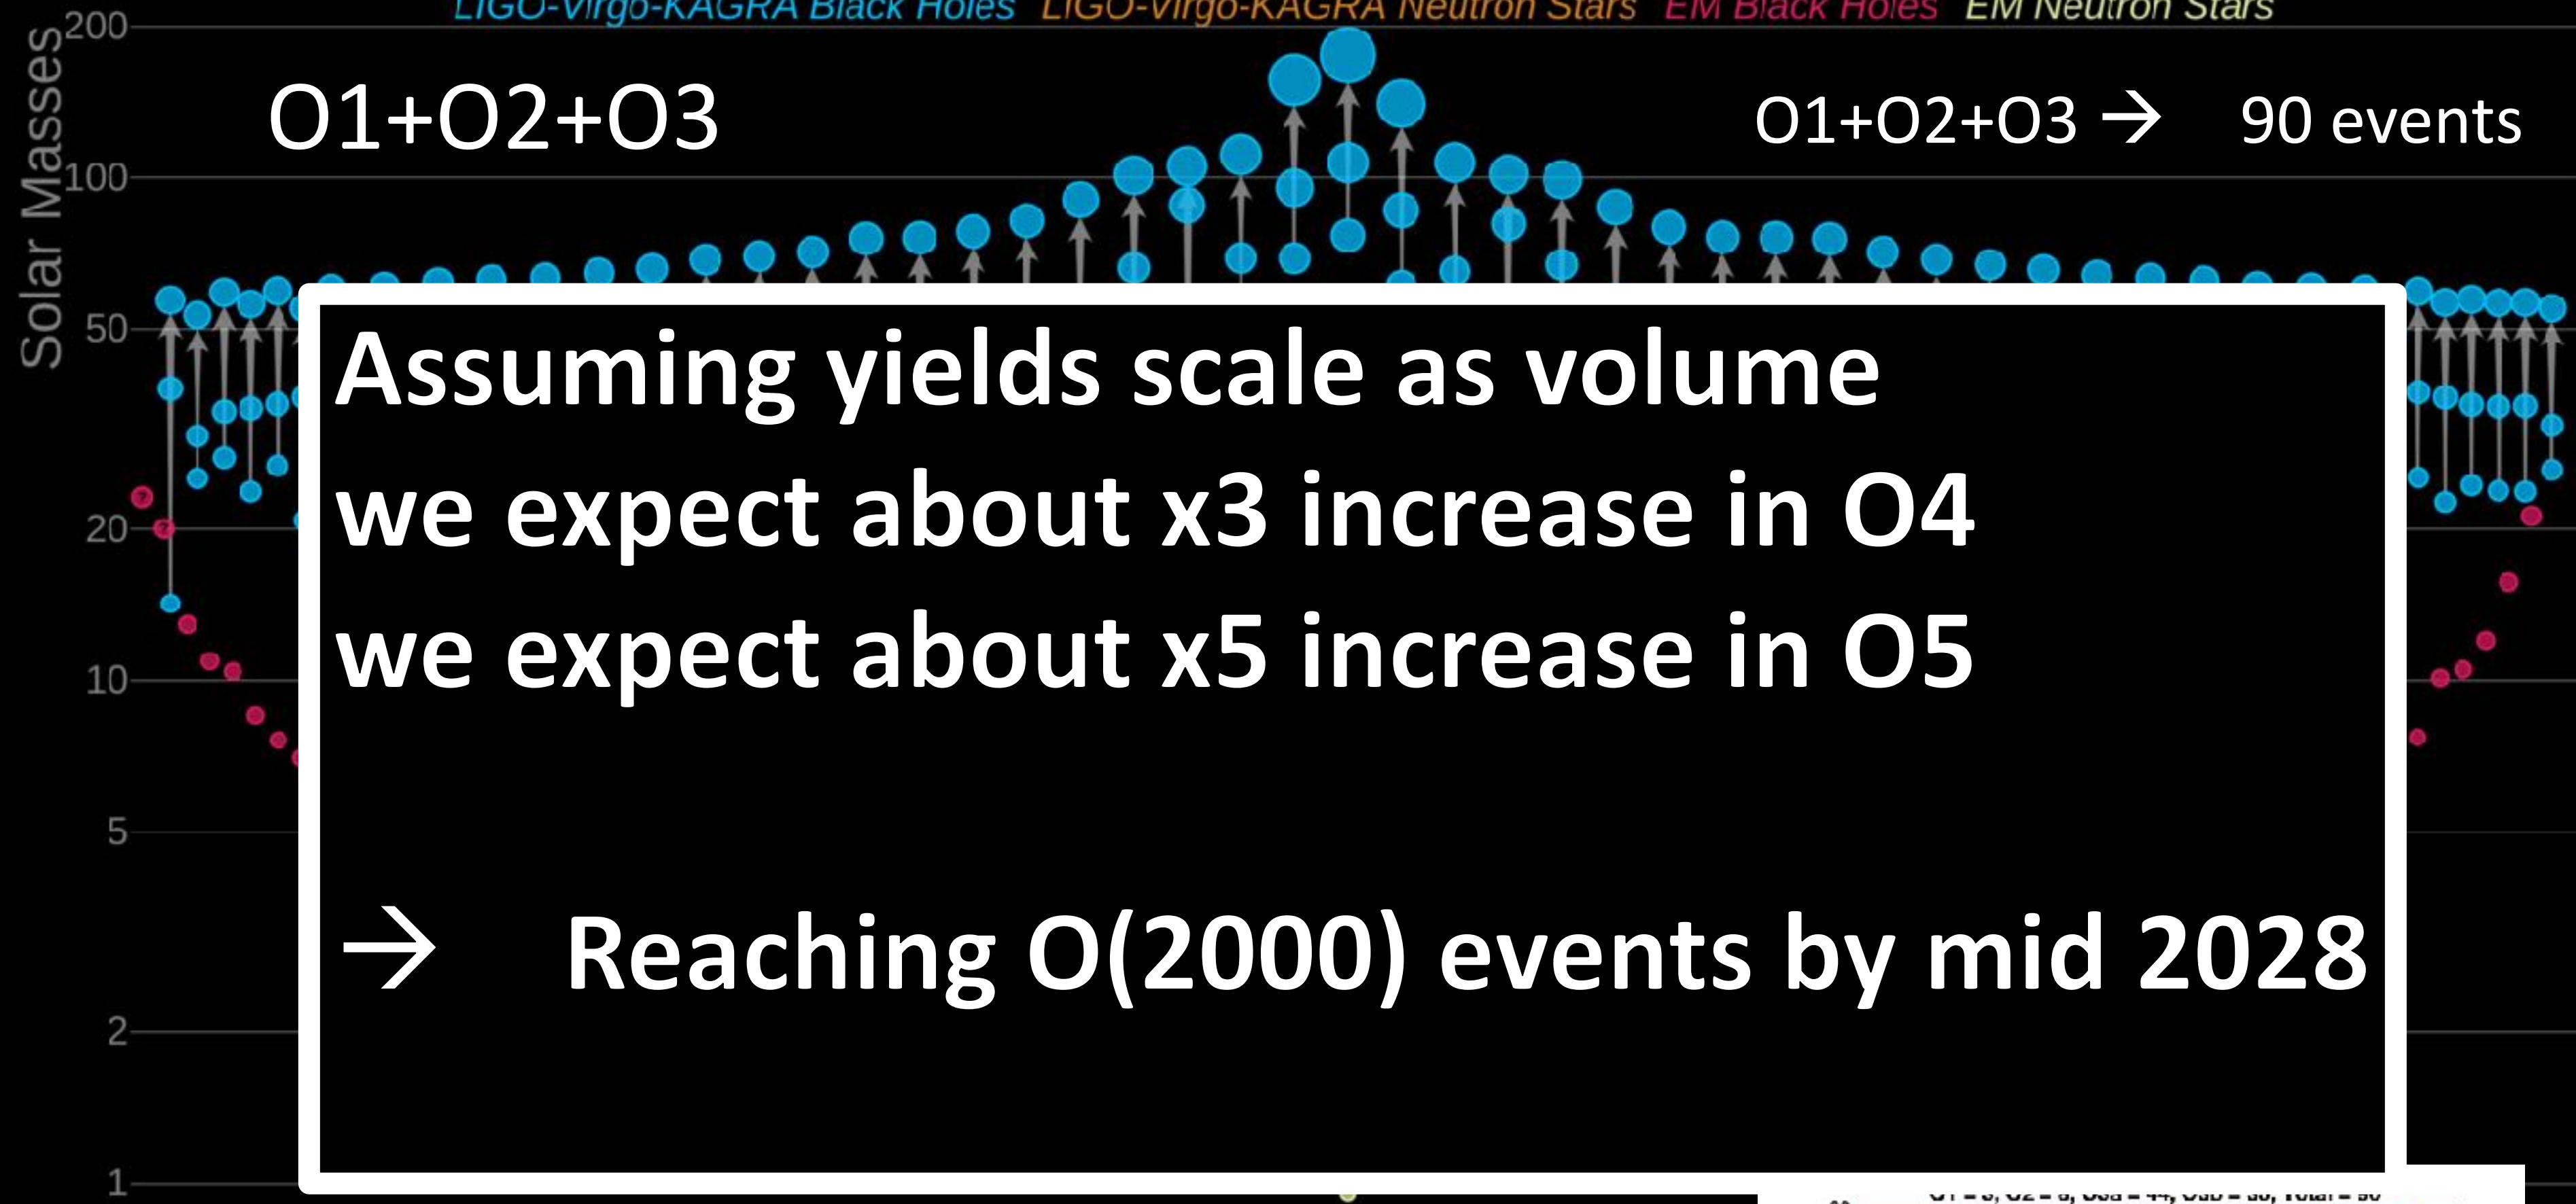 LIGO-Virgo-KAGRA Black Holes LIGO-Virgo-KAGRA Neutron Stars EM Black Holes EM Neutron Stars
Solar Masses
200
O1+O2+O3
O1+O2+O3 → 90 events
100
50
Assuming yields scale as volume
we expect about x3 increase in O4
20
we expect about x5 increase in O5
10
5
→ Reaching O(2000) events by mid 2028
2
1